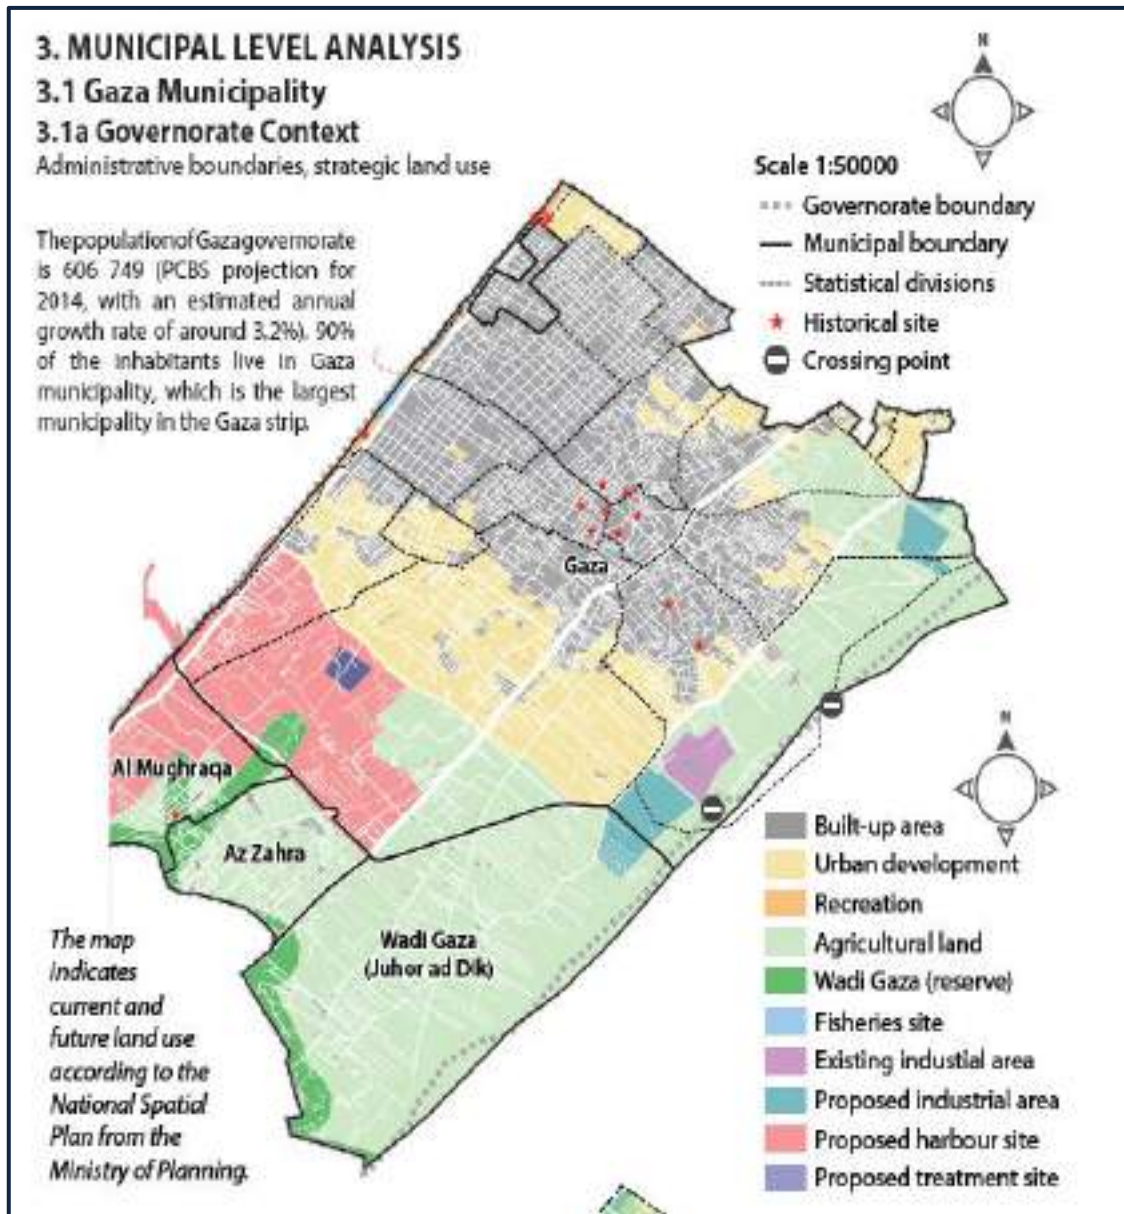 3. MUNICIPAL LEVEL ANALYSIS
3.1 Gaza Municipality
3.1a Governorate Context
Administrative boundaries, strategic land use
The population of Gaza governorate
is 606 749 (PCBS projection for
2014, with an estimated annual
growth rate of around 3.2%). 90%
of the inhabitants live in Gaza
municipality, which is the largest
municipality in the Gaza strip.
N
Scale 1:50000
Governorate boundary
Municipal boundary
Statistical divisions
Historical site
Crossing point
Gaza
Al Mughraqa
Az Zahra
Wadi Gaza
(Juhor ad Dik)
The map
indicates
current and
future land use
according to the
National Spatial
Plan from the
Ministry of Planning.
N
Built-up area
Urban development
Recreation
Agricultural land
Wadi Gaza (reserve)
Fisheries site
Existing industial area
Proposed industrial area
Proposed harbour site
Proposed treatment site